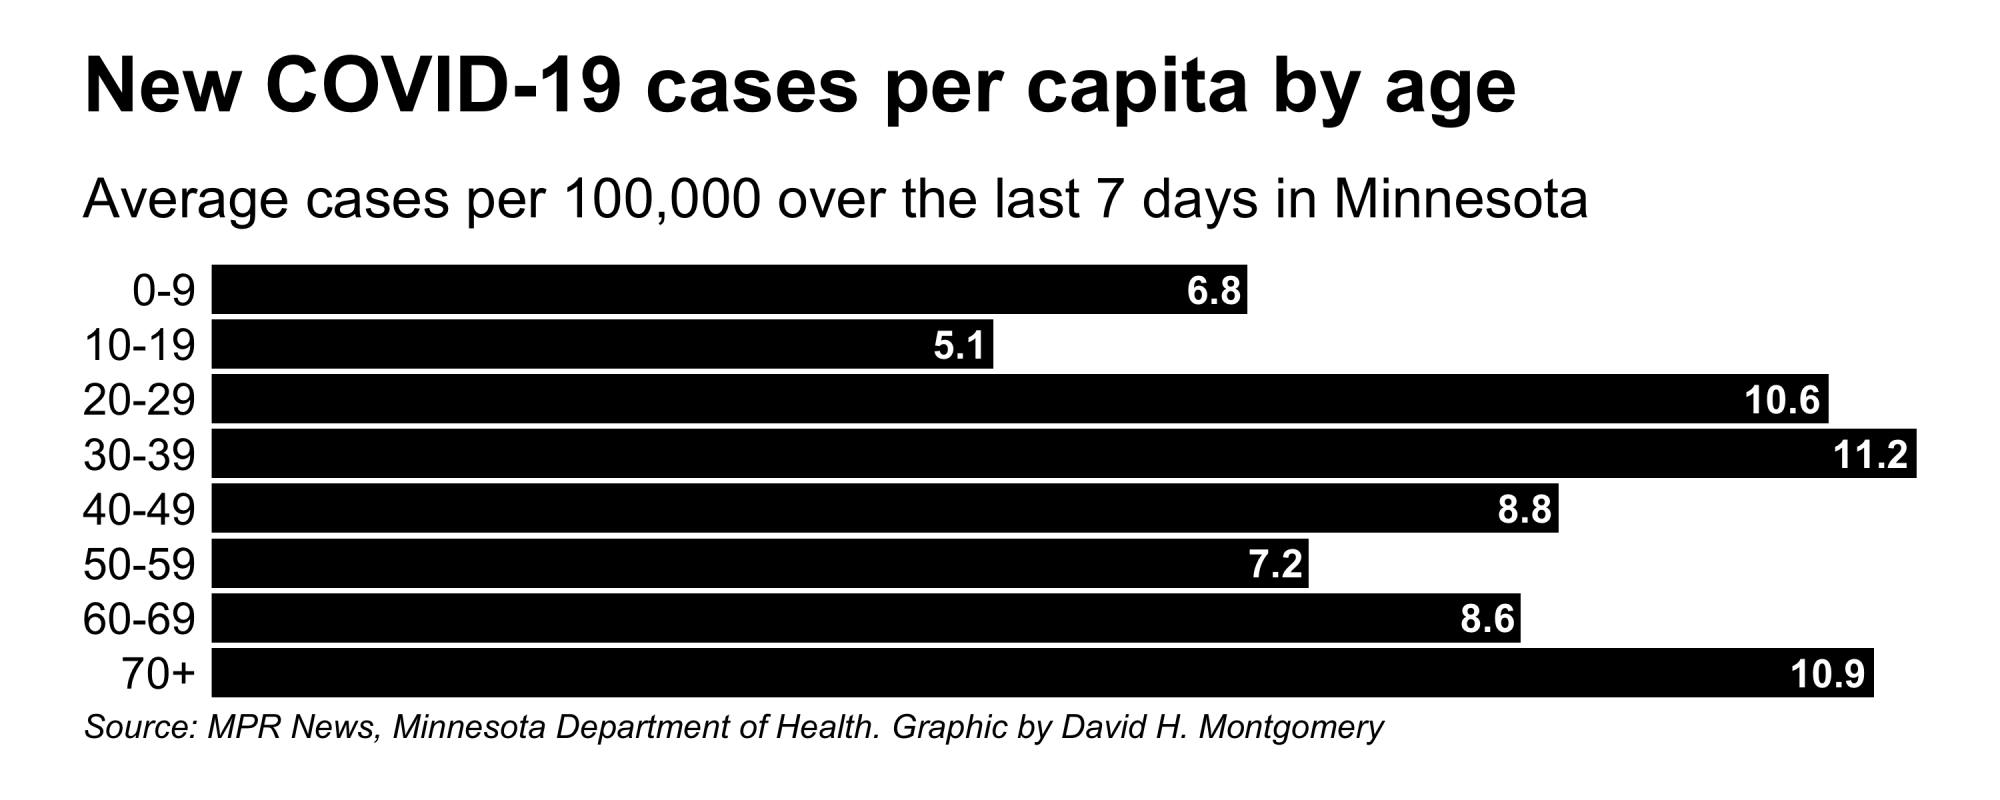 New COVID-19 cases per capita by age
Average cases per 100,000 over the last 7 days in Minnesota
0-9 6.8
10-19 5.1
20-29 10.6
30-39 11.2
40-49 8.8
50-59 7.2
60-69 8.6
70+ 10.9
Source: MPR News, Minnesota Department of Health. Graphic by David H. Montgomery